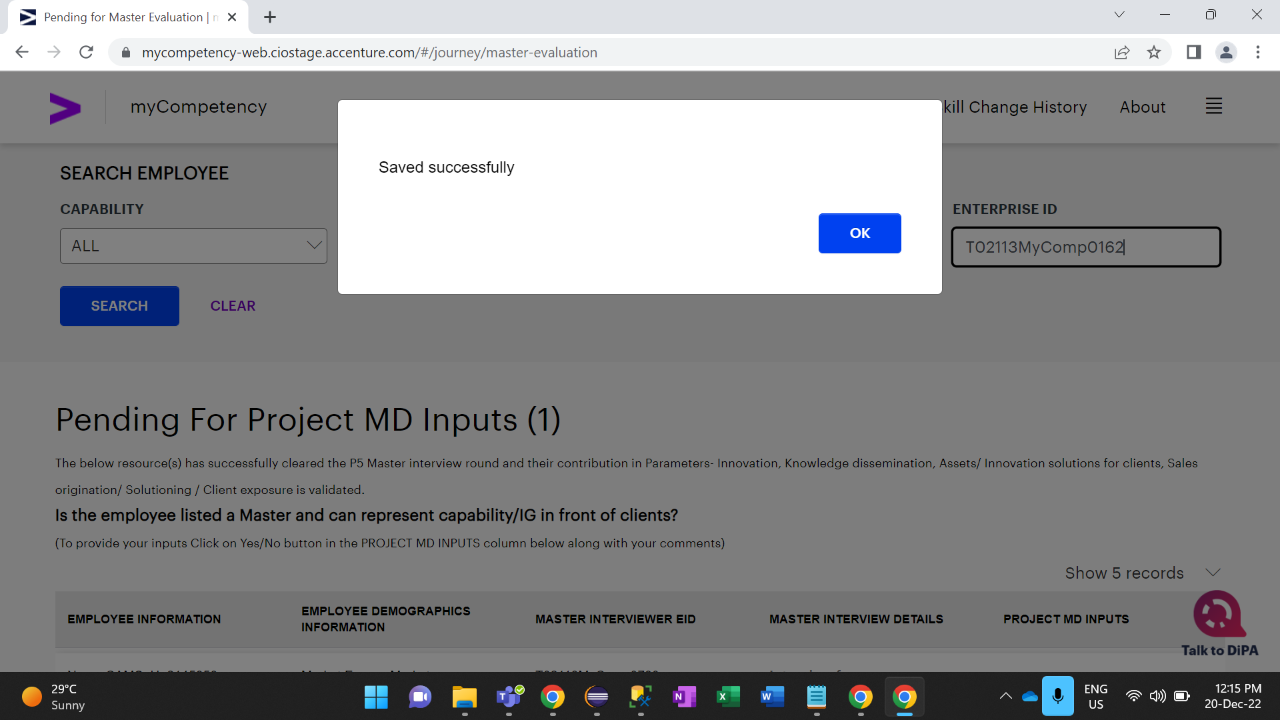 Pending for Master Evaluation |
mycompetency-web.ciostage.accenture.com/#/journey/master-evaluation
myCompetency
kill Change History
About
Saved successfully
OK
SEARCH EMPLOYEE
CAPABILITY
ENTERPRISE ID
ALL
T02113MyComp0162
SEARCH
CLEAR
Pending For Project MD Inputs (1)
The below resource(s) has successfully cleared the P5 Master interview round and their contribution in Parameters- Innovation, Knowledge dissemination, Assets/ Innovation solutions for clients, Sales
origination/ Solutioning / Client exposure is validated.
Is the employee listed a Master and can represent capability/IG in front of clients?
(To provide your inputs Click on Yes/No button in the PROJECT MD INPUTS column below along with your comments)
Show 5 records
EMPLOYEE INFORMATION
EMPLOYEE DEMOGRAPHICS
INFORMATION
MASTER INTERVIEWER EID
MASTER INTERVIEW DETAILS
PROJECT MD INPUTS
Talk to DiPA
29°C
Sunny
ENG
US
12:15 PM
20-Dec-22